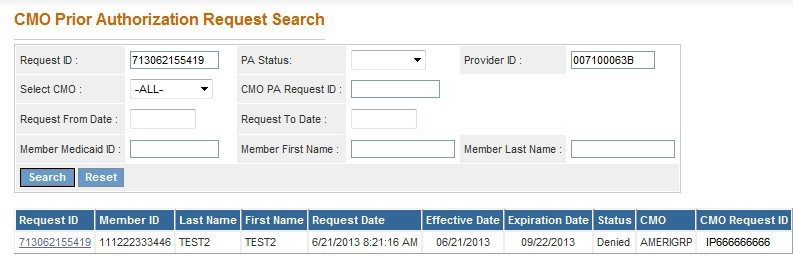 CMO Prior Authorization Request Search
Request ID : 713062155419 PA Status: Provider ID : 007100063B
Select CMO : -ALL- CMO PA Request ID :
Request From Date : Request To Date :
Member Medicaid ID : Member First Name : Member Last Name :
Search Reset
Request ID Member ID Last Name First Name Request Date Effective Date Expiration Date Status CMO CMO Request ID
713062155419 111222333446 TEST2 TEST2 6/21/2013 8:21:16 AM 06/21/2013 09/22/2013 Denied AMERIGRP IP666666666